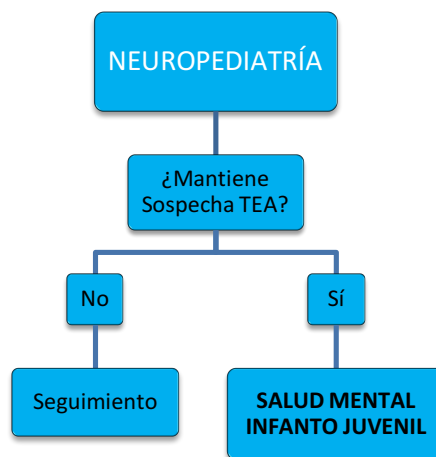 NEUROPEDIATRÍA
¿Mantiene
Sospecha TEA?
No
Sí
Seguimiento
SALUD MENTAL
INFANTO JUVENIL